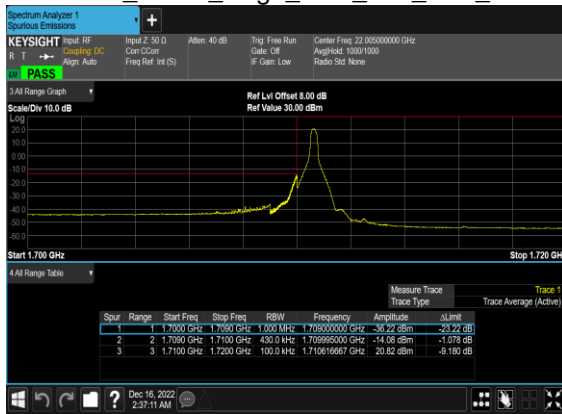 Spectrum Analyzer 1
Spurious Emissions
KEYSIGHT Input: RF Input Z: 50 Ω Atten: 40 dB Trig: Free Run Center Freq: 22.005000000 GHz
R T Coupling: DC Corr CCorr Gate: Off Avg|Hold: 1000/1000
Align: Auto Freq Ref: Int (S) IF Gain: Low Radio Std: None
PASS
3 All Range Graph
Ref Lvl Offset 8.00 dB
Scale/Div 10.0 dB Ref Value 30.00 dBm
Log
20.0
10.0
0.00
-10.0
-20.0
-30.0
-40.0
-50.0
-60.0
Start 1.700 GHz Stop 1.720 GH
4 All Range Table
Measure Trace Trace 1
Trace Type Trace Average (Active)
Spur Range Start Freq Stop Freq RBW Frequency Amplitude ΔLimit
1 1 1.7000 GHz 1.7090 GHz 1.000 MHz 1.709000000 GHz -36.22 dBm -23.22 dB
2 2 1.7090 GHz 1.7100 GHz 430.0 kHz 1.709995000 GHz -14.08 dBm -1.078 dB
3 3 1.7100 GHz 1.7200 GHz 100.0 kHz 1.710616667 GHz 20.82 dBm -9.180 dB
? Dec 16, 2022
2:37:11 AM